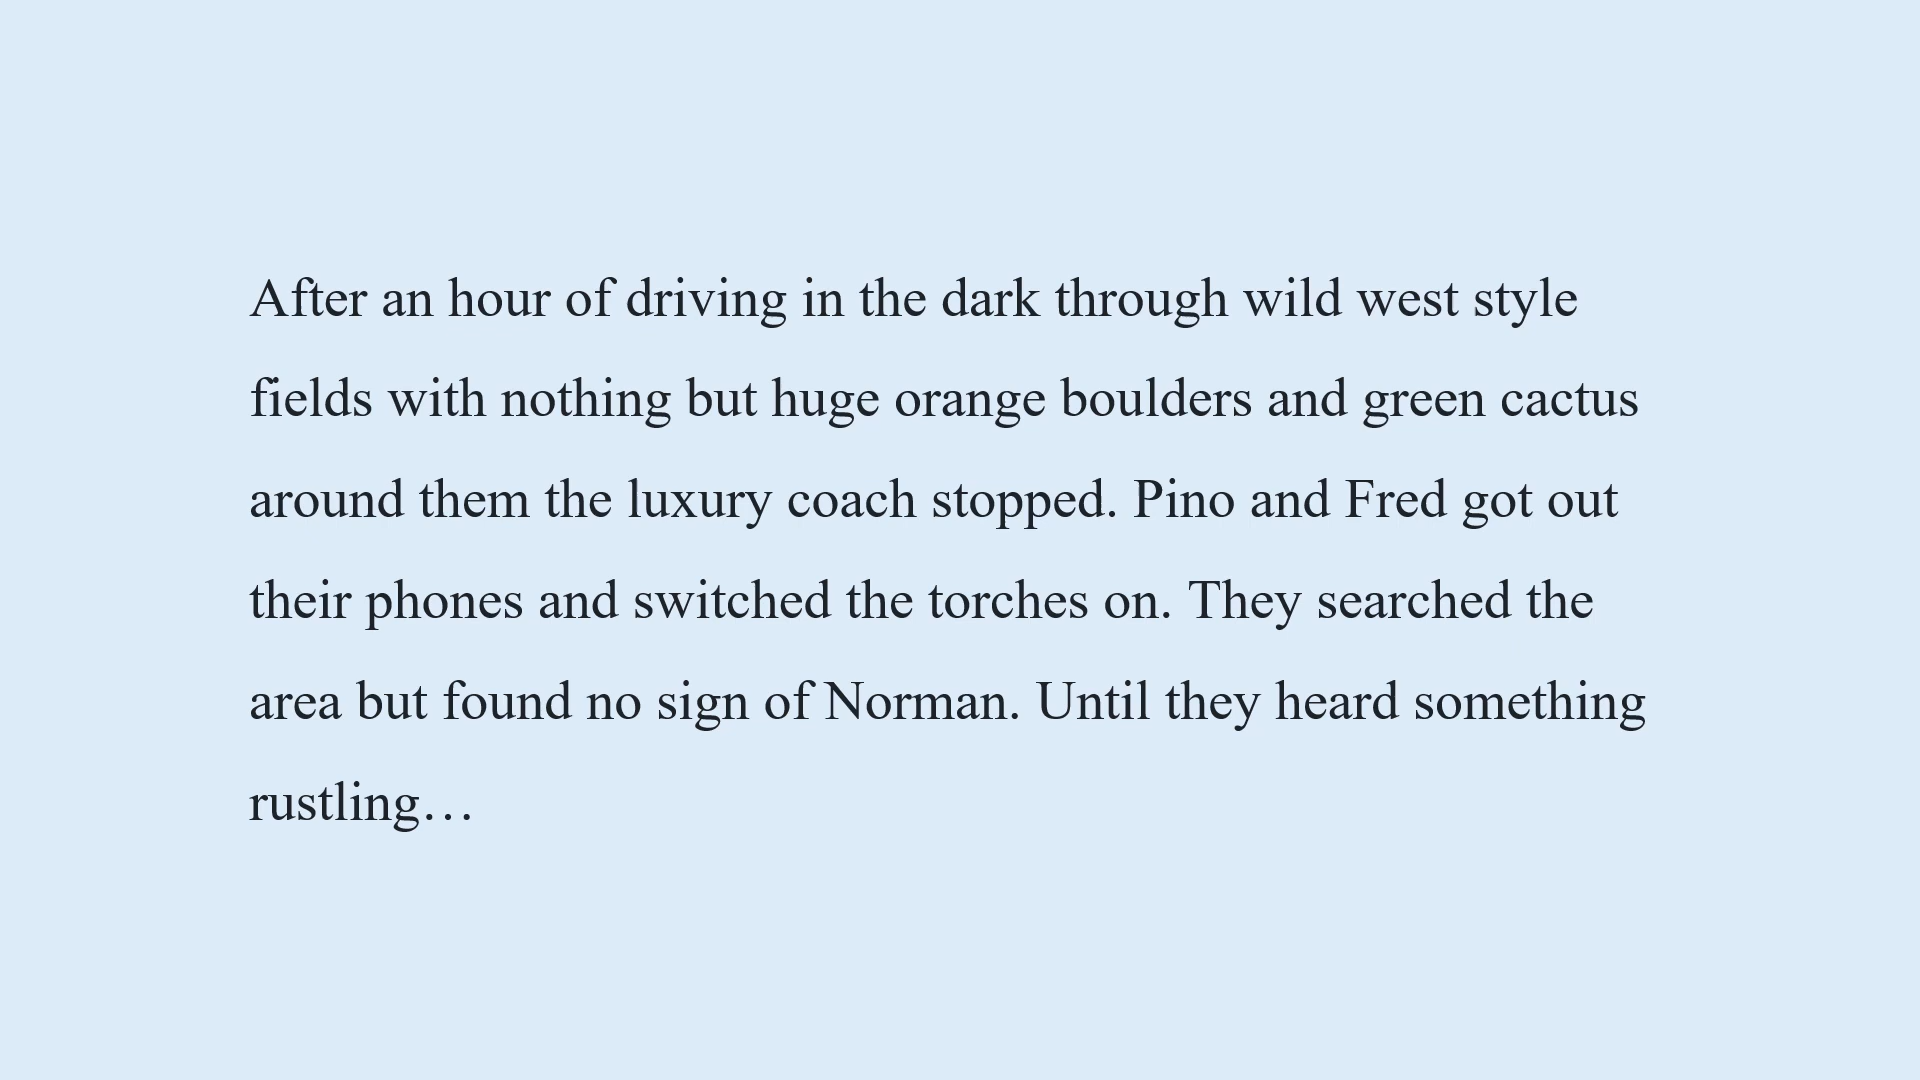 After an hour of driving in the dark through wild west style
fields with nothing but huge orange boulders and green cactus
around them the luxury coach stopped. Pino and Fred got out
their phones and switched the torches on. They searched the
area but found no sign of Norman. Until they heard something
rustling…